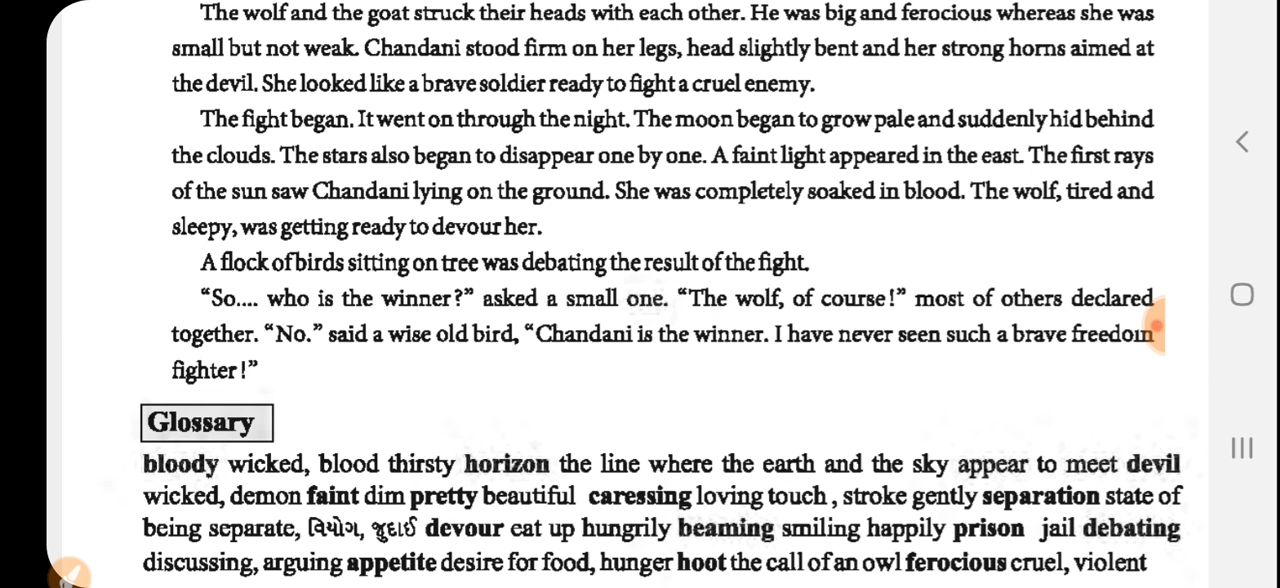 The wolf and the goat struck their heads with each other. He was big and ferocious whereas she was
small but not weak. Chandani stood firm on her legs, head slightly bent and her strong horns aimed at
the devil. She looked like a brave soldier ready to fight a cruel enemy.
The fight began. It went on through the night. The moon began to grow pale and suddenly hid behind
the clouds. The stars also began to disappear one by one. A faint light appeared in the east. The first rays
of the sun saw Chandani lying on the ground. She was completely soaked in blood. The wolf, tired and
sleepy, was getting ready to devour her.
A flock of birds sitting on tree was debating the result of the fight.
“So.... who is the winner?” asked a small one. “The wolf, of course!” most of others declared
together. “No.” said a wise old bird, “Chandani is the winner. I have never seen such a brave freedom
fighter!”
Glossary
bloody wicked, blood thirsty horizon the line where the earth and the sky appear to meet devil
wicked, demon faint dim pretty beautiful caressing loving touch , stroke gently separation state of
being separate, વિયોગ, જુદાઈ devour eat up hungrily beaming smiling happily prison jail debating
discussing, arguing appetite desire for food, hunger hoot the call of an owl ferocious cruel, violent